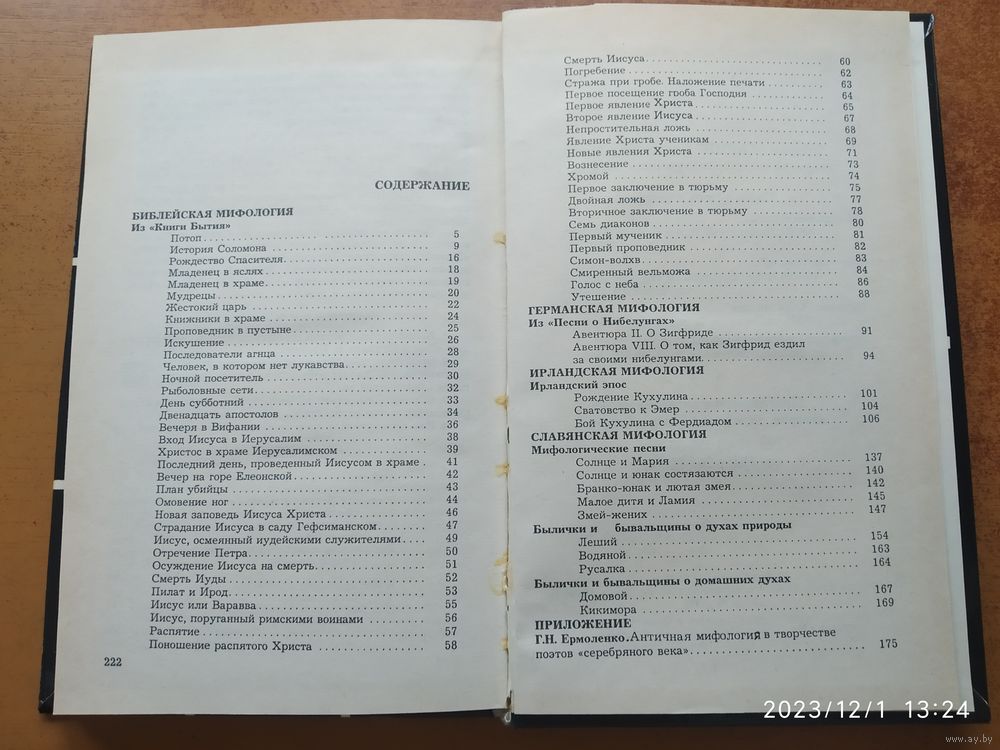 СОДЕРЖАНИЕ
БИБЛЕЙСКАЯ МИФОЛОГИЯ
Из «Книги Бытия»
Потоп 5
История Соломона 9
Рождество Спасителя 16
Младенец в яслях 18
Младенец в храме 19
Мудрецы 20
Жестокий царь 22
Книжники в храме 24
Проповедник в пустыне 25
Искушение 26
Последователи агнца 28
Человек, в котором нет лукавства 29
Ночной посетитель 30
Рыболовные сети 32
День субботний 33
Двенадцать апостолов 34
Вечеря в Вифании 36
Вход Иисуса в Иерусалим 38
Христос в храме Иерусалимском 39
Последний день, проведенный Иисусом в храме 41
Вечер на горе Елеонской 42
План убийцы 43
Омовение ног 44
Новая заповедь Иисуса Христа 46
Страдание Иисуса в саду Гефсиманском 47
Иисус, осмеянный иудейскими служителями 49
Отречение Петра 50
Осуждение Иисуса на смерть 51
Смерть Иуды 52
Пилат и Ирод 53
Иисус или Варавва 55
Иисус, поруганный римскими воинами 56
Распятие 57
Поношение распятого Христа 58
222
Смерть Иисуса 60
Погребение 62
Стража при гробе. Наложение печати 63
Первое посещение гроба Господня 64
Первое явление Христа 65
Второе явление Иисуса 67
Непростительная ложь 68
Явление Христа ученикам 69
Новые явления Христа 71
Вознесение 73
Хромой 74
Первое заключение в тюрьму 75
Двойная ложь 77
Вторичное заключение в тюрьму 78
Семь диаконов 80
Первый мученик 81
Первый проповедник 82
Симон-волхв 83
Смиренный вельможа 84
Голос с неба 86
Утешение 88
ГЕРМАНСКАЯ МИФОЛОГИЯ
Из «Песни о Нибелунгах»
Авентюра II. О Зигфриде 91
Авентюра VIII. О том, как Зигфрид ездил
за своими нибелунгами 94
ИРЛАНДСКАЯ МИФОЛОГИЯ
Ирландский эпос
Рождение Кухулина 101
Сватовство к Эмер 104
Бой Кухулина с Фердиадом 106
СЛАВЯНСКАЯ МИФОЛОГИЯ
Мифологические песни
Солнце и Мария 137
Солнце и юнак состязаются 140
Бранко-юнак и лютая змея 142
Малое дитя и Ламия 145
Змей-жених 147
Былички и бывальщины о духах природы
Леший 154
Водяной 163
Русалка 164
Былички и бывальщины о домашних духах
Домовой 167
Кикимора 169
ПРИЛОЖЕНИЕ
Г.Н. Ермоленко. Античная мифология в творчестве
поэтов «серебряного века» 175
2023/12/1 13:24
www.ay.by